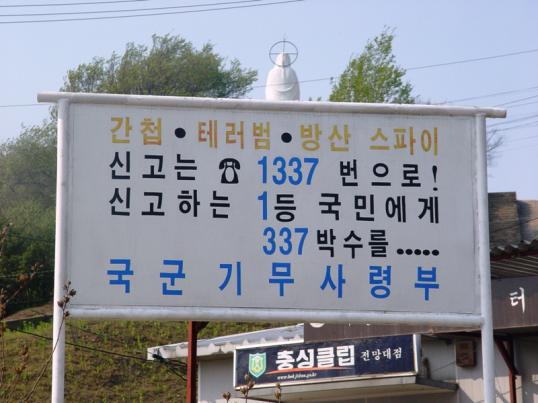 간첩•테러범•방산 스파이
신고는 ☎ 1337 번으로!
신고하는 1등 국민에게
337 박수를......
국군기무사령부
터
충성클럽 전망대점